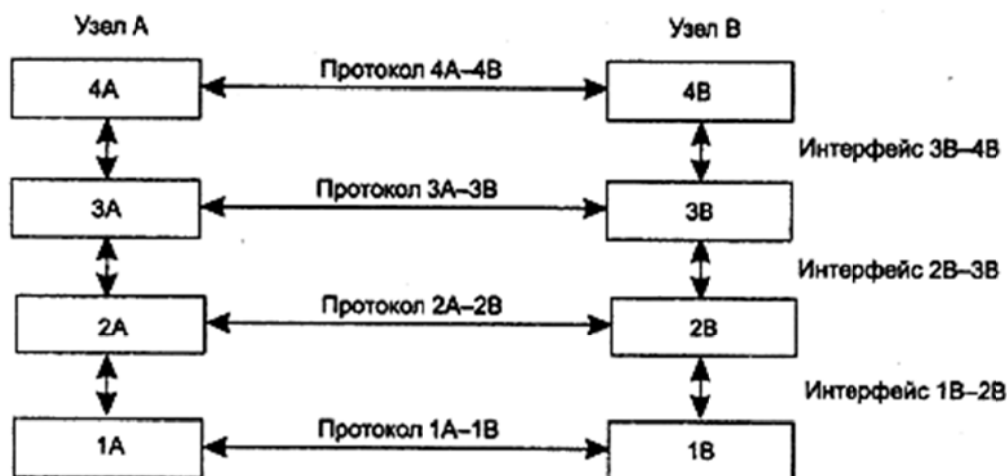 Узел А Узел В
4А Протокол 4А–4В 4В
Интерфейс 3В–4В
3А Протокол 3А–3В 3В
Интерфейс 2В–3В
2А Протокол 2А–2В 2В
Интерфейс 1В–2В
1А Протокол 1А–1В 1В